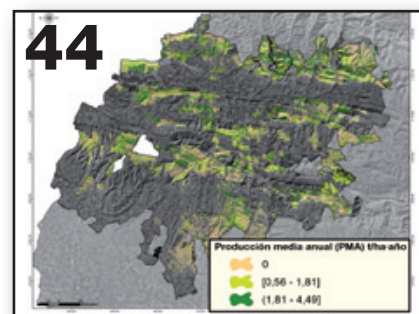 44
Producción media anual (PMA) t/ha·año
0
[0,56 - 1,81]
(1,81 - 4,49]